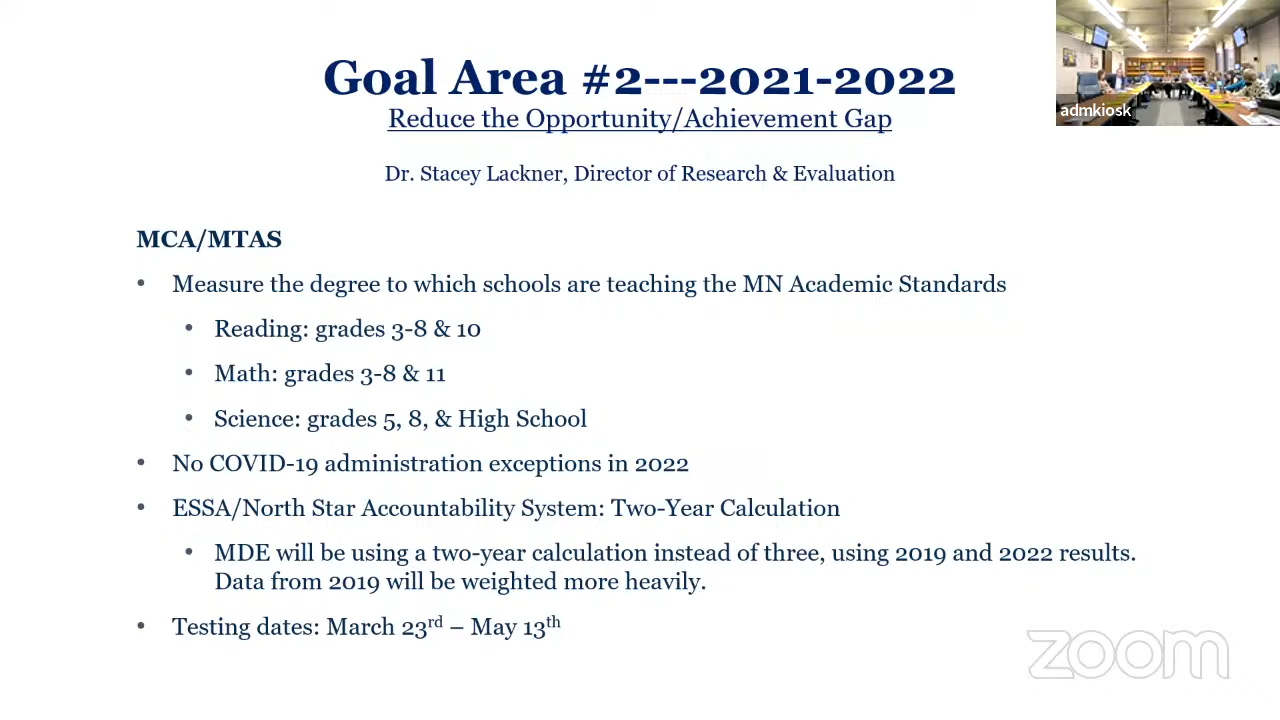 Goal Area #2---2021-2022
Reduce the Opportunity/Achievement Gap
admkiosk
Dr. Stacey Lackner, Director of Research & Evaluation
MCA/MTAS
• Measure the degree to which schools are teaching the MN Academic Standards
• Reading: grades 3-8 & 10
• Math: grades 3-8 & 11
• Science: grades 5, 8, & High School
• No COVID-19 administration exceptions in 2022
• ESSA/North Star Accountability System: Two-Year Calculation
• MDE will be using a two-year calculation instead of three, using 2019 and 2022 results.
Data from 2019 will be weighted more heavily.
• Testing dates: March 23rd – May 13th
zoom